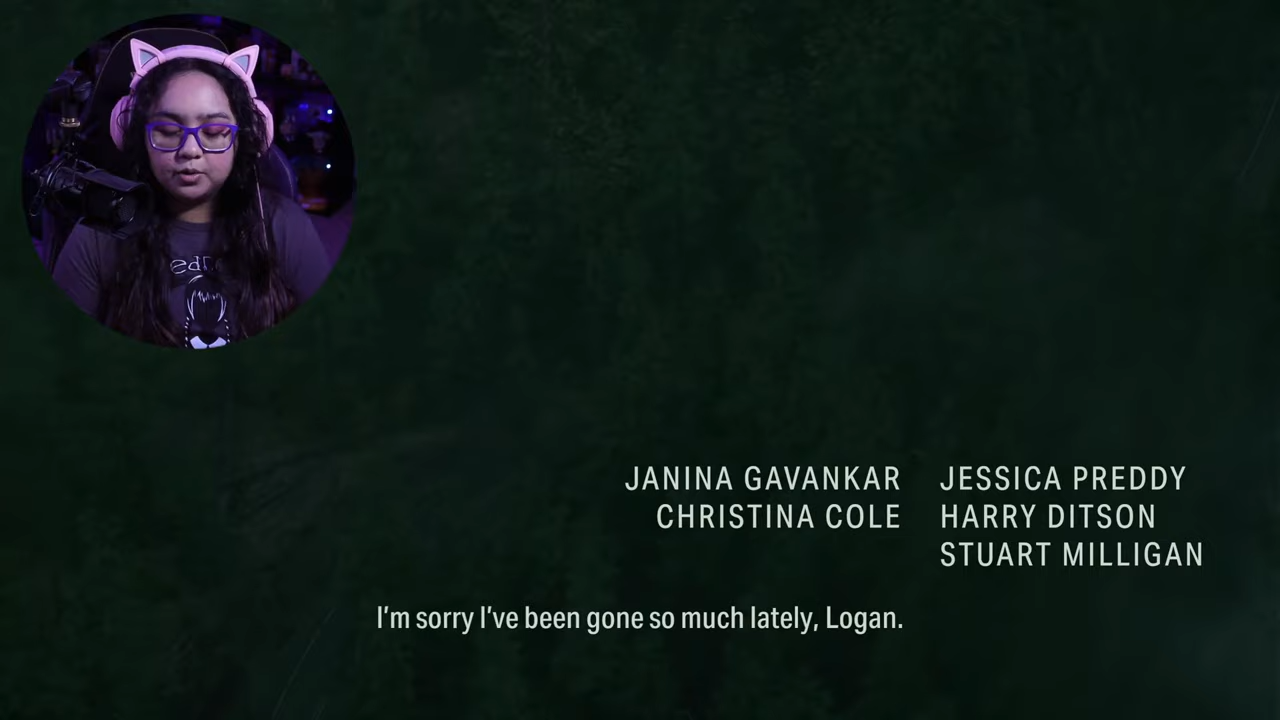 JANINA GAVANKAR JESSICA PREDDY
CHRISTINA COLE HARRY DITSON
STUART MILLIGAN
I'm sorry I've been gone so much lately, Logan.